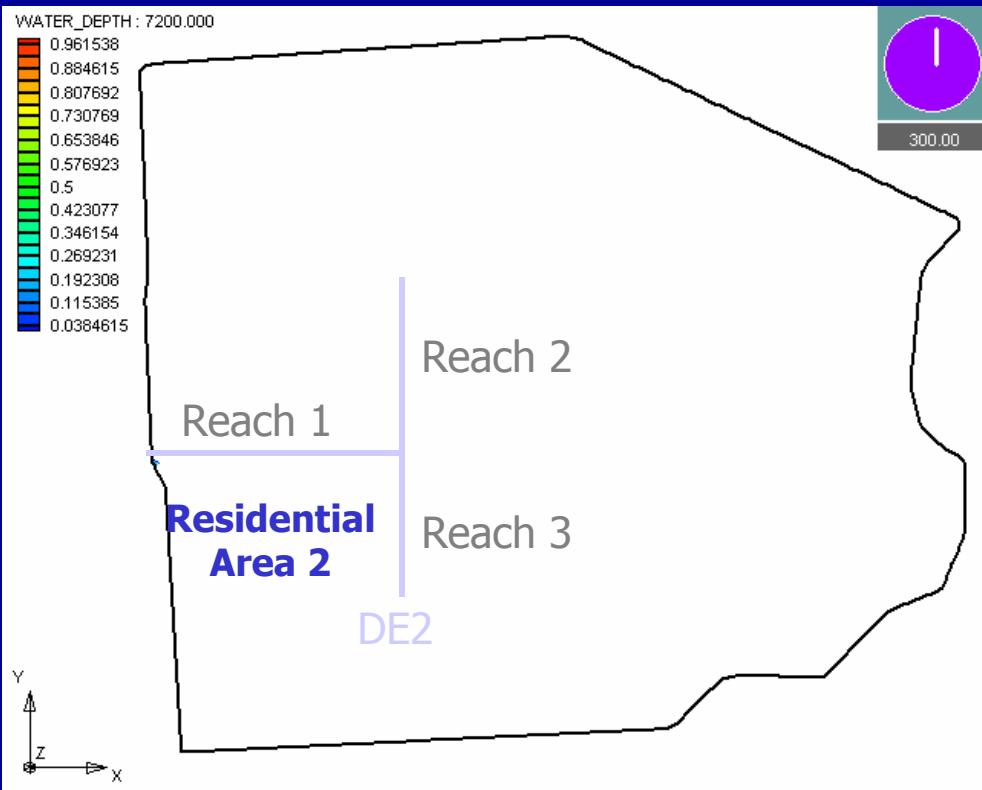 WATER_DEPTH : 7200.000
0.961538
0.884615
0.807692
0.730769
0.653846
0.576923
0.5
0.423077
0.346154
0.269231
0.192308
0.115385
0.0384615
300.00
Reach 2
Reach 1
Residential
Area 2
Reach 3
DE2
Y
Z
X